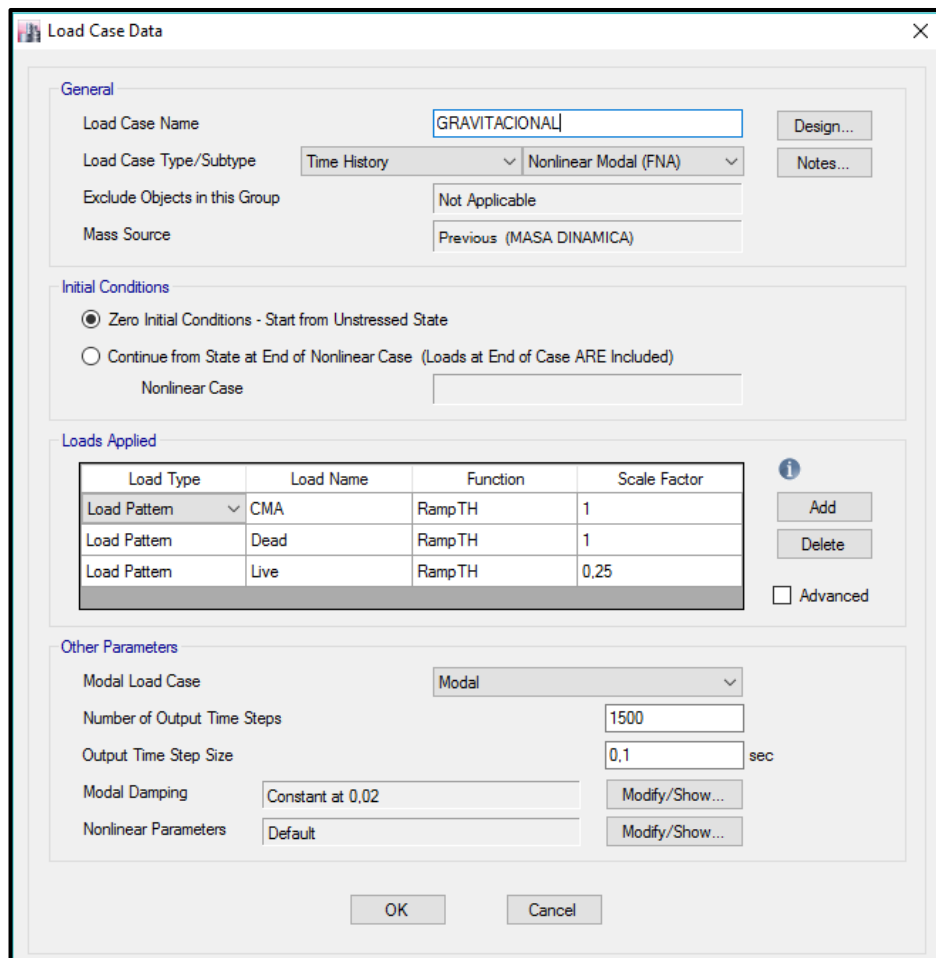 Load Case Data
General
Load Case Name GRAVITACIONAL Design...
Load Case Type/Subtype Time History Nonlinear Modal (FNA) Notes...
Exclude Objects in this Group Not Applicable
Mass Source Previous (MASA DINAMICA)
Initial Conditions
Zero Initial Conditions - Start from Unstressed State
Continue from State at End of Nonlinear Case (Loads at End of Case ARE Included)
Nonlinear Case
Loads Applied
Load Type Load Name Function Scale Factor
Load Pattern CMA RampTH 1 Add
Load Pattern Dead RampTH 1 Delete
Load Pattern Live RampTH 0,25
Advanced
Other Parameters
Modal Load Case Modal
Number of Output Time Steps 1500
Output Time Step Size 0,1 sec
Modal Damping Constant at 0,02 Modify/Show...
Nonlinear Parameters Default Modify/Show...
OK Cancel